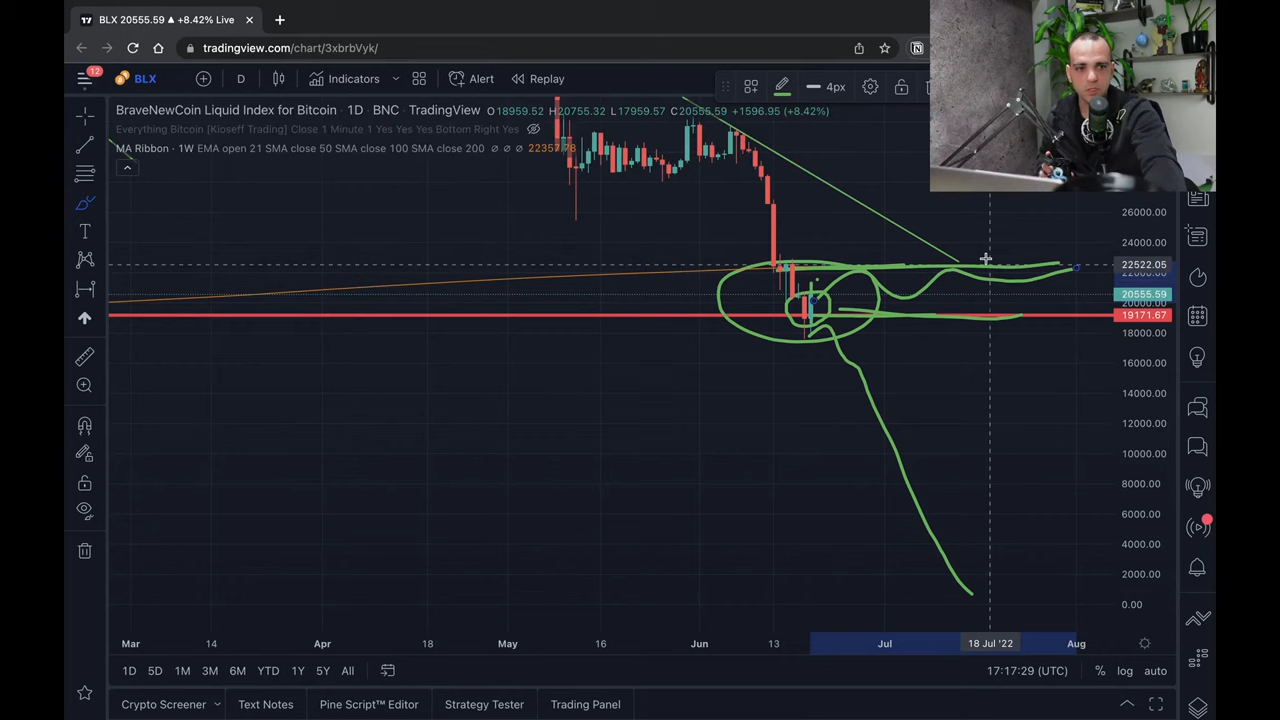 BLX 20555.59 ▲ +8.42% Live
tradingview.com/chart/3xbrbVyk/
12 BLX D Indicators Alert Replay 4px
BraveNewCoin Liquid Index for Bitcoin · 1D · BNC · TradingView O18959.52 H20755.32 L17959.57 C20555.59 +1596.95 (+8.42%)
Everything Bitcoin [Kioseff Trading] Close 1 Minute 1 Yes Yes Yes Bottom Right Yes
MA Ribbon · 1W EMA open 21 SMA close 50 SMA close 100 SMA close 200 ∅ ∅ ∅ 22357.78
26000.00
24000.00
22522.05
20555.59
20000.00
19171.67
18000.00
16000.00
14000.00
12000.00
10000.00
8000.00
6000.00
4000.00
2000.00
0.00
Mar 14 Apr 18 May 16 Jun 13 Jul 18 Jul '22 Aug
1D 5D 1M 3M 6M YTD 1Y 5Y All 17:17:29 (UTC) % log auto
Crypto Screener Text Notes Pine Script™ Editor Strategy Tester Trading Panel